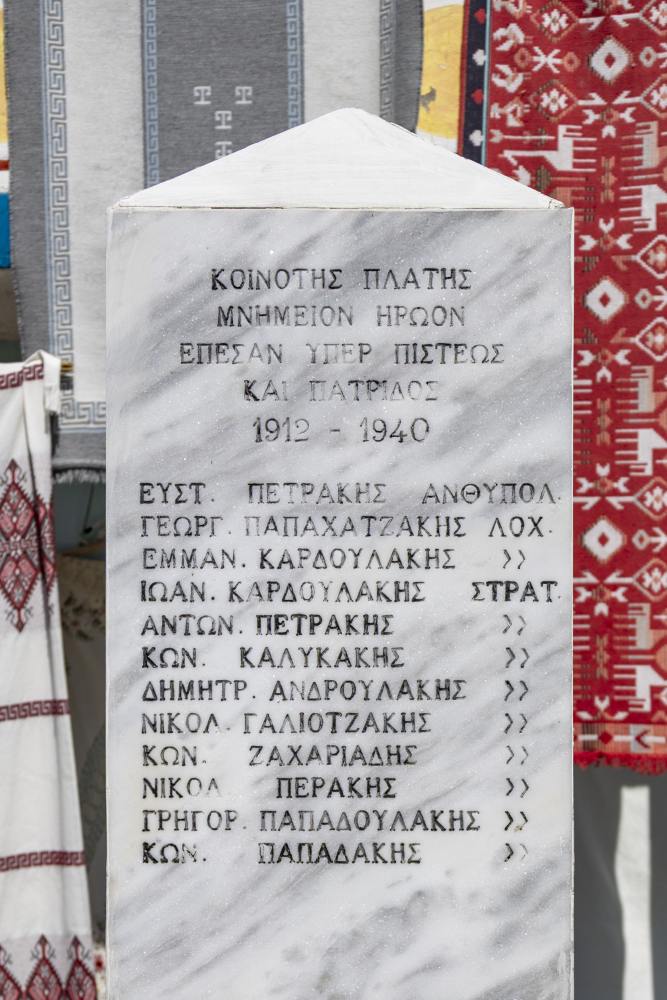 ΚΟΙΝΟΤΗΣ ΠΛΑΤΗΣ
ΜΝΗΜΕΙΟΝ ΗΡΩΟΝ
ΕΠΕΣΑΝ ΥΠΕΡ ΠΙΣΤΕΩΣ
ΚΑΙ ΠΑΤΡΙΔΟΣ
1912 - 1940
ΕΥΣΤ. ΠΕΤΡΑΚΗΣ ΑΝΘΥΠΟΛ.
ΓΕΩΡΓ. ΠΑΠΑΧΑΤΖΑΚΗΣ ΛΟΧ.
ΕΜΜΑΝ. ΚΑΡΔΟΥΛΑΚΗΣ »
ΙΩΑΝ. ΚΑΡΔΟΥΛΑΚΗΣ ΣΤΡΑΤ.
ΑΝΤΩΝ. ΠΕΤΡΑΚΗΣ »
ΚΩΝ. ΚΑΛΥΚΑΚΗΣ »
ΔΗΜΗΤΡ. ΑΝΔΡΟΥΛΑΚΗΣ »
ΝΙΚΟΛ. ΓΑΛΙΟΤΖΑΚΗΣ »
ΚΩΝ. ΖΑΧΑΡΙΑΔΗΣ »
ΝΙΚΟΛ ΠΕΡΑΚΗΣ »
ΓΡΗΓΟΡ. ΠΑΠΑΔΟΥΛΑΚΗΣ »
ΚΩΝ. ΠΑΠΑΔΑΚΗΣ »